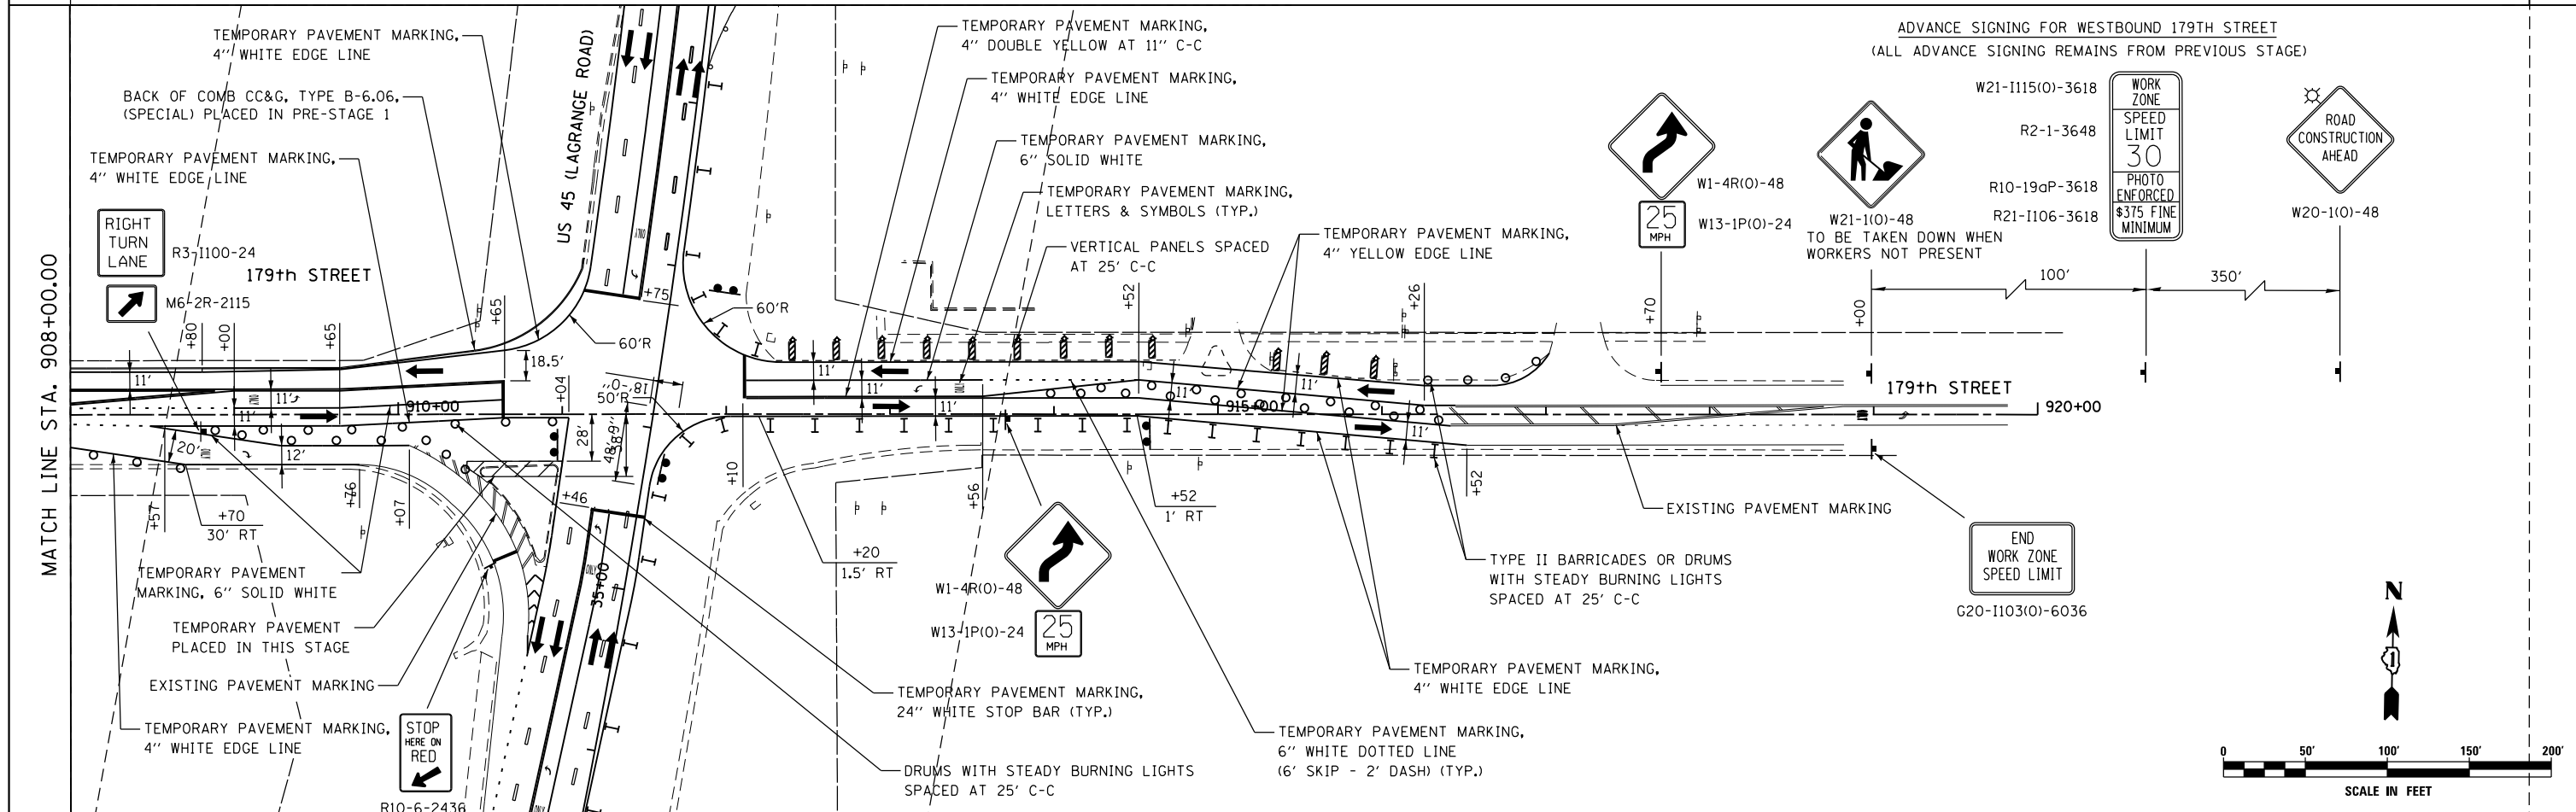 TEMPORARY PAVEMENT MARKING,
4'' WHITE EDGE LINE
BACK OF COMB CC&G, TYPE B-6.06,
(SPECIAL) PLACED IN PRE-STAGE 1
TEMPORARY PAVEMENT MARKING,
4'' WHITE EDGE LINE
RIGHT
TURN
LANE
R3-I100-24
M6-2R-2115
179th STREET
MATCH LINE STA. 908+00.00
US 45 (LAGRANGE ROAD)
TEMPORARY PAVEMENT MARKING,
4'' DOUBLE YELLOW AT 11'' C-C
TEMPORARY PAVEMENT MARKING,
4'' WHITE EDGE LINE
TEMPORARY PAVEMENT MARKING,
6'' SOLID WHITE
TEMPORARY PAVEMENT MARKING,
LETTERS & SYMBOLS (TYP.)
VERTICAL PANELS SPACED
AT 25' C-C
TEMPORARY PAVEMENT MARKING,
4'' YELLOW EDGE LINE
ADVANCE SIGNING FOR WESTBOUND 179TH STREET
(ALL ADVANCE SIGNING REMAINS FROM PREVIOUS STAGE)
W1-4R(O)-48
25
MPH
W13-1P(O)-24
W21-1(O)-48
TO BE TAKEN DOWN WHEN
WORKERS NOT PRESENT
W21-I115(O)-3618
R2-1-3648
R10-19aP-3618
R21-I106-3618
WORK
ZONE
SPEED
LIMIT
30
PHOTO
ENFORCED
$375 FINE
MINIMUM
ROAD
CONSTRUCTION
AHEAD
W20-1(O)-48
100'
350'
+80
+00
+65
+65
+75
60'R
60'R
18.5'
+04
18'-0''
50'R
+52
+26
+70
+00
11'
11'
11'
11'
11'
11'
11'
11'
11'
910+00
915+00
920+00
179th STREET
20'
12'
28'
38.9'
ONLY
ONLY
ONLY
ONLY
ONLY
+57
+70
30' RT
+76
+07
+46
+10
+20
1.5' RT
+56
+52
1' RT
+52
35+00
TEMPORARY PAVEMENT
MARKING, 6'' SOLID WHITE
TEMPORARY PAVEMENT
PLACED IN THIS STAGE
EXISTING PAVEMENT MARKING
TEMPORARY PAVEMENT MARKING,
4'' WHITE EDGE LINE
STOP
HERE ON
RED
R10-6-2436
W1-4R(O)-48
W13-1P(O)-24
25
MPH
TEMPORARY PAVEMENT MARKING,
24'' WHITE STOP BAR (TYP.)
DRUMS WITH STEADY BURNING LIGHTS
SPACED AT 25' C-C
TEMPORARY PAVEMENT MARKING,
6'' WHITE DOTTED LINE
(6' SKIP - 2' DASH) (TYP.)
TEMPORARY PAVEMENT MARKING,
4'' WHITE EDGE LINE
TYPE II BARRICADES OR DRUMS
WITH STEADY BURNING LIGHTS
SPACED AT 25' C-C
EXISTING PAVEMENT MARKING
END
WORK ZONE
SPEED LIMIT
G20-I103(O)-6036
N
0
50'
100'
150'
200'
SCALE IN FEET